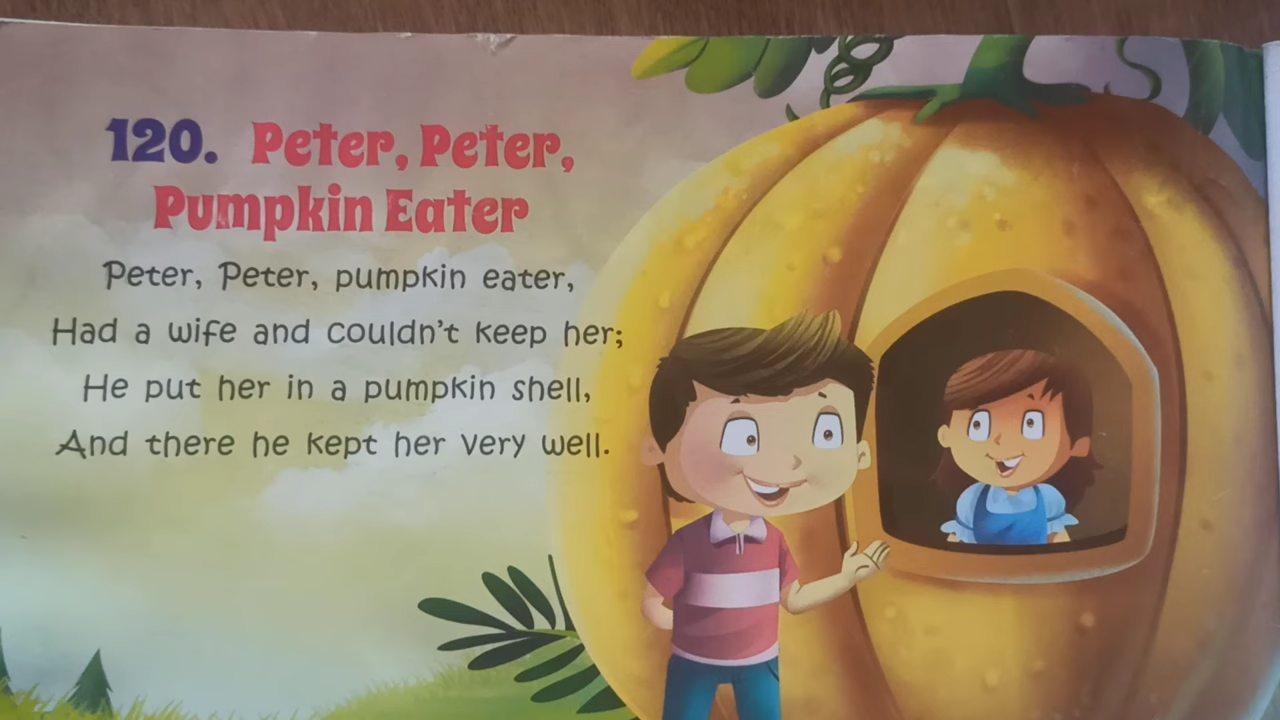 120. Peter, Peter,
Pumpkin Eater
Peter, Peter, pumpkin eater,
Had a wife and couldn't keep her;
He put her in a pumpkin shell,
And there he kept her very well.